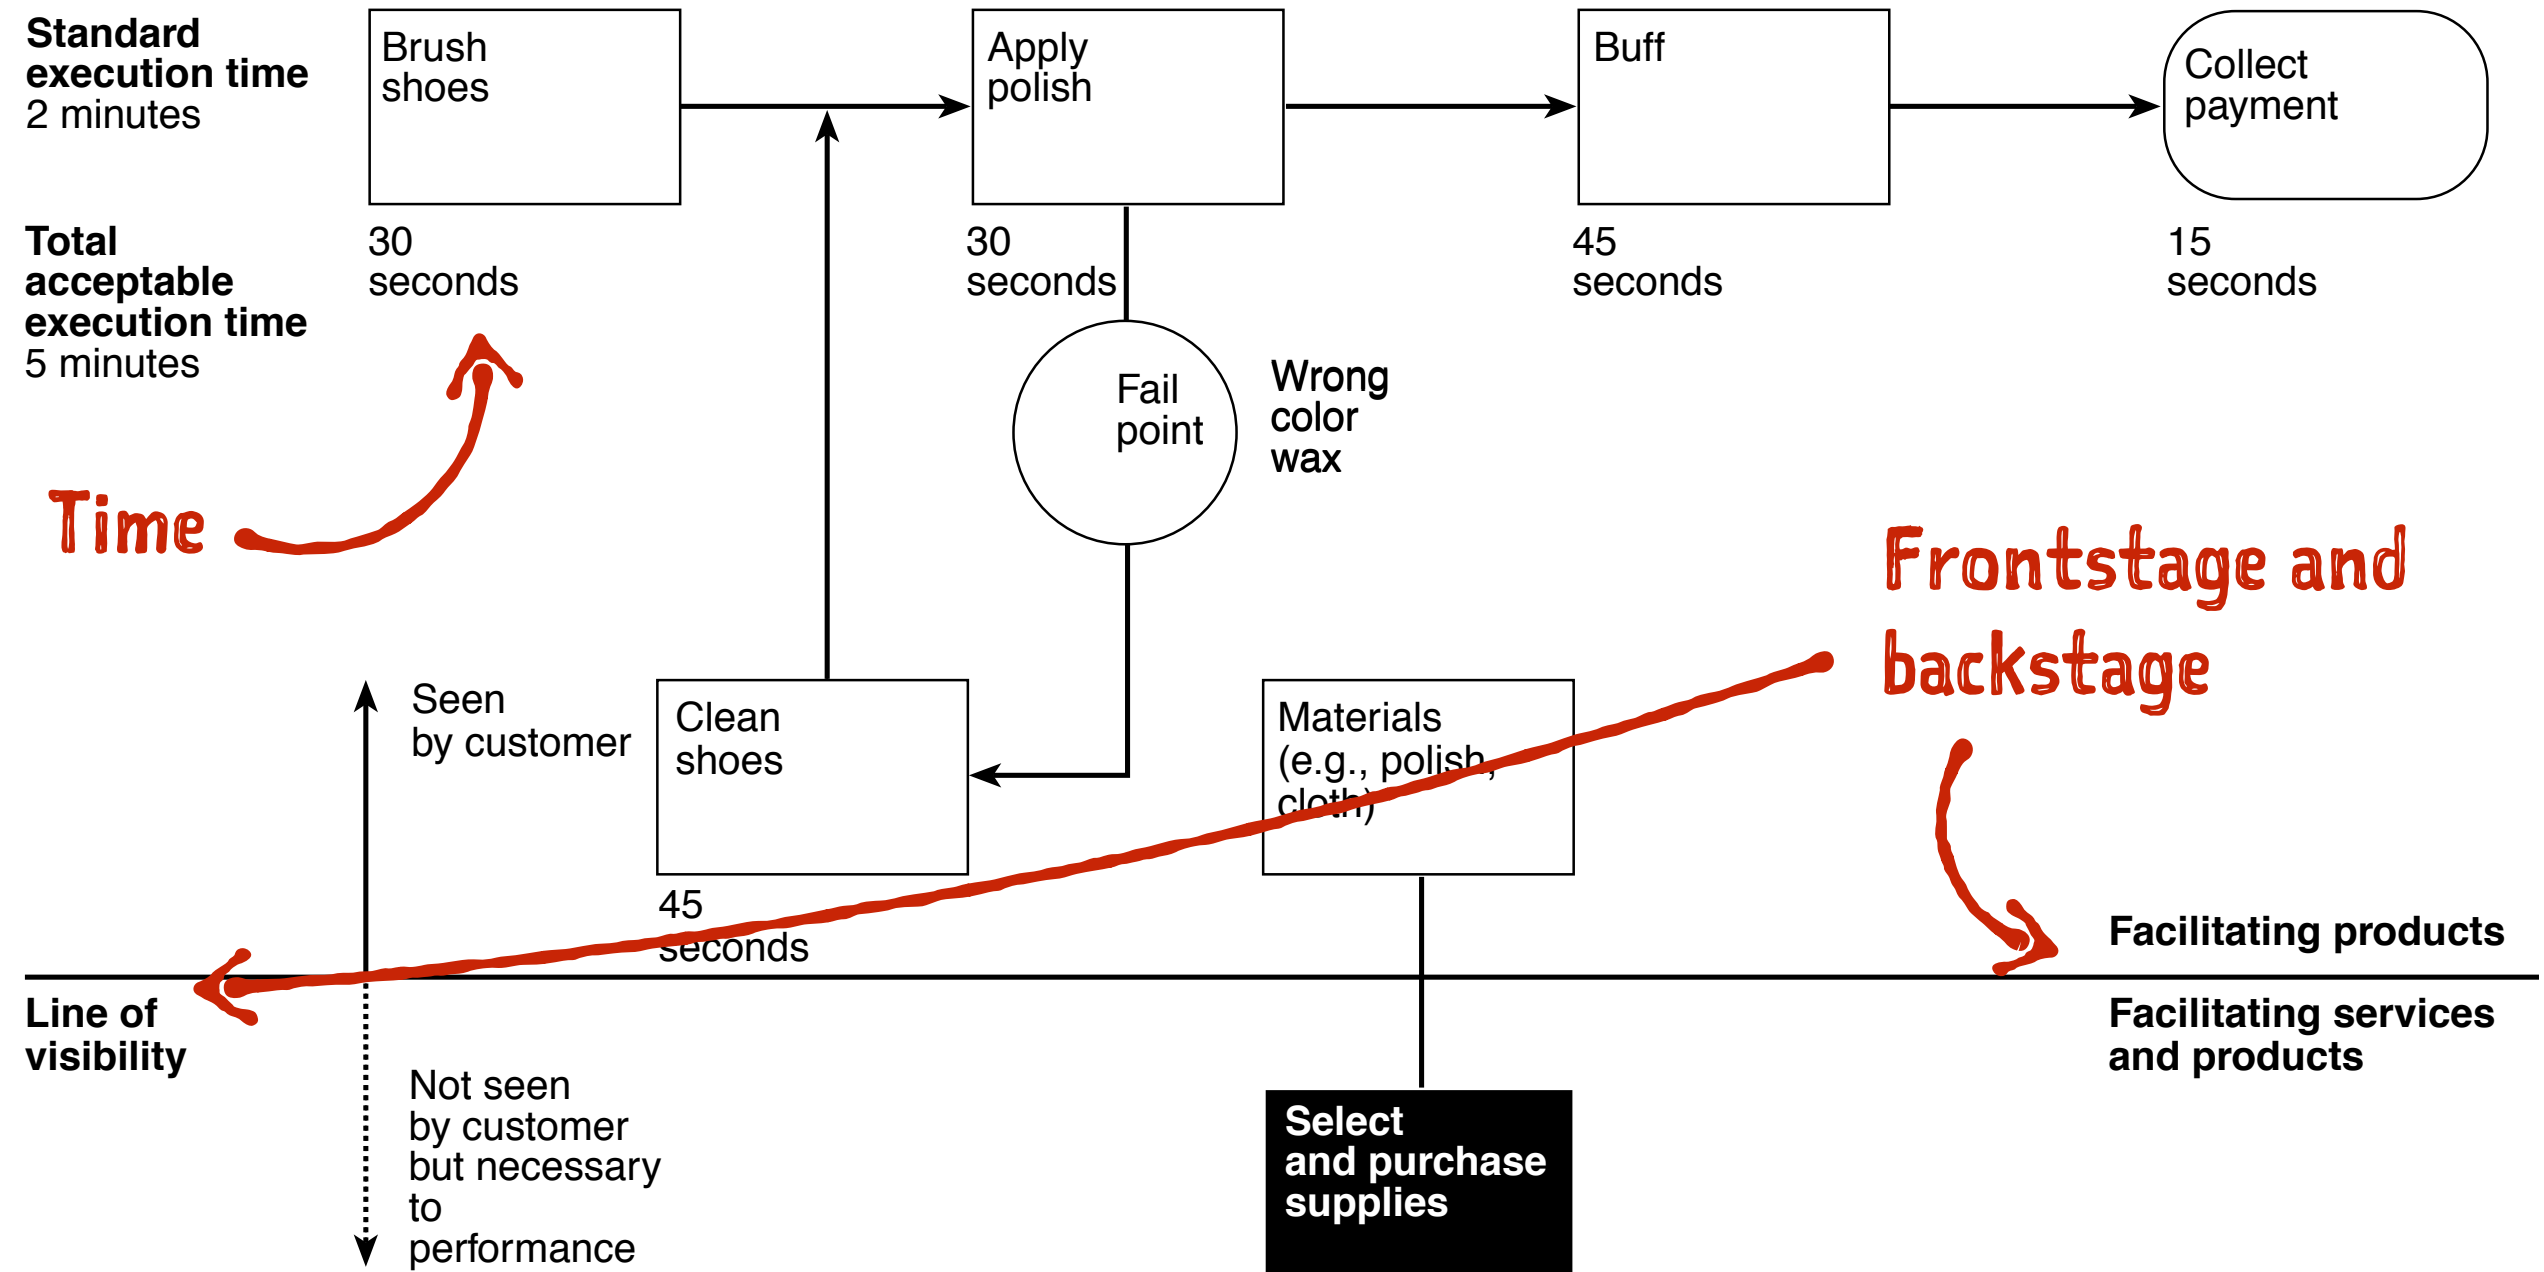 Standard
execution time
2 minutes
Brush
shoes
Apply
polish
Buff
Collect
payment
Total
acceptable
execution time
5 minutes
30
seconds
30
seconds
45
seconds
15
seconds
Fail
point
Wrong
color
wax
Time
Frontstage and
backstage
Seen
by customer
Clean
shoes
Materials
(e.g., polish,
cloth)
45
seconds
Facilitating products
Line of
visibility
Facilitating services
and products
Not seen
by customer
but necessary
to
performance
Select
and purchase
supplies